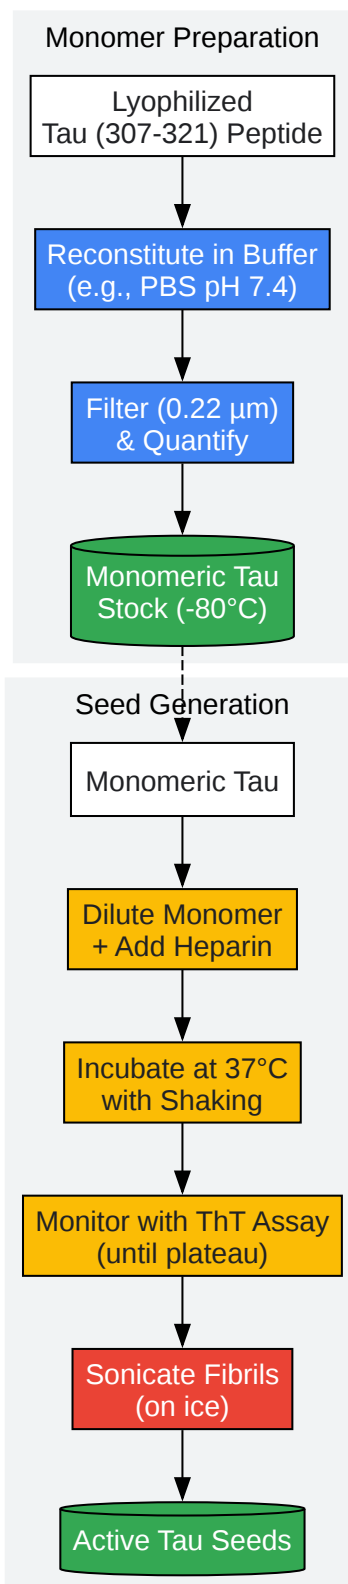 Monomer Preparation
Lyophilized
Tau (307-321) Peptide
Reconstitute in Buffer
(e.g., PBS pH 7.4)
Filter (0.22 µm)
& Quantify
Monomeric Tau
Stock (-80°C)
Seed Generation
Monomeric Tau
Dilute Monomer
+ Add Heparin
Incubate at 37°C
with Shaking
Monitor with ThT Assay
(until plateau)
Sonicate Fibrils
(on ice)
Active Tau Seeds